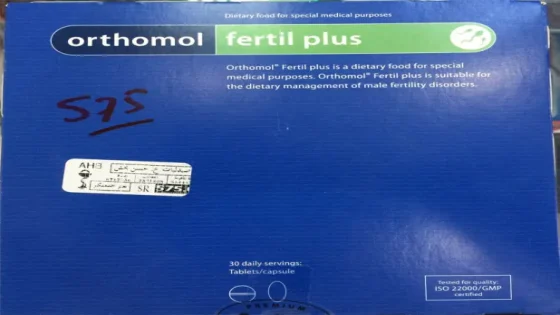 Dietary food for special medical purposes
orthomol fertil plus
Orthomol® Fertil plus is a dietary food for special
medical purposes. Orthomol® Fertil plus is suitable for
the dietary management of male fertility disorders.
575
AHB
SR 575
30 daily servings:
Tablets/capsule
Tested for quality:
ISO 22000/GMP
certified
PREMIUM